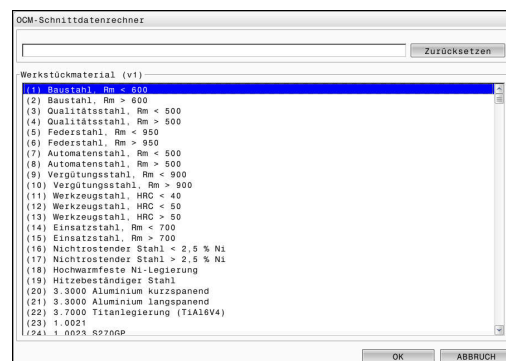 OCM-Schnittdatenrechner
Zurücksetzen
Werkstückmaterial (v1)
(1) Baustahl, Rm < 600
(2) Baustahl, Rm > 600
(3) Qualitätsstahl, Rm < 500
(4) Qualitätsstahl, Rm > 500
(5) Federstahl, Rm < 950
(6) Federstahl, Rm > 950
(7) Automatenstahl, Rm < 500
(8) Automatenstahl, Rm > 500
(9) Vergütungsstahl, Rm < 900
(10) Vergütungsstahl, Rm > 900
(11) Werkzeugstahl, HRC < 40
(12) Werkzeugstahl, HRC < 50
(13) Werkzeugstahl, HRC > 50
(14) Einsatzstahl, Rm < 700
(15) Einsatzstahl, Rm > 700
(16) Nichtrostender Stahl < 2,5 % Ni
(17) Nichtrostender Stahl > 2,5 % Ni
(18) Hochwarmfeste Ni-Legierung
(19) Hitzebeständiger Stahl
(20) 3.3000 Aluminium kurzspanend
(21) 3.3000 Aluminium langspanend
(22) 3.7000 Titanlegierung (TiAl6V4)
(23) 1.0021
(24) 1.0023 S270GP
OK ABBRUCH